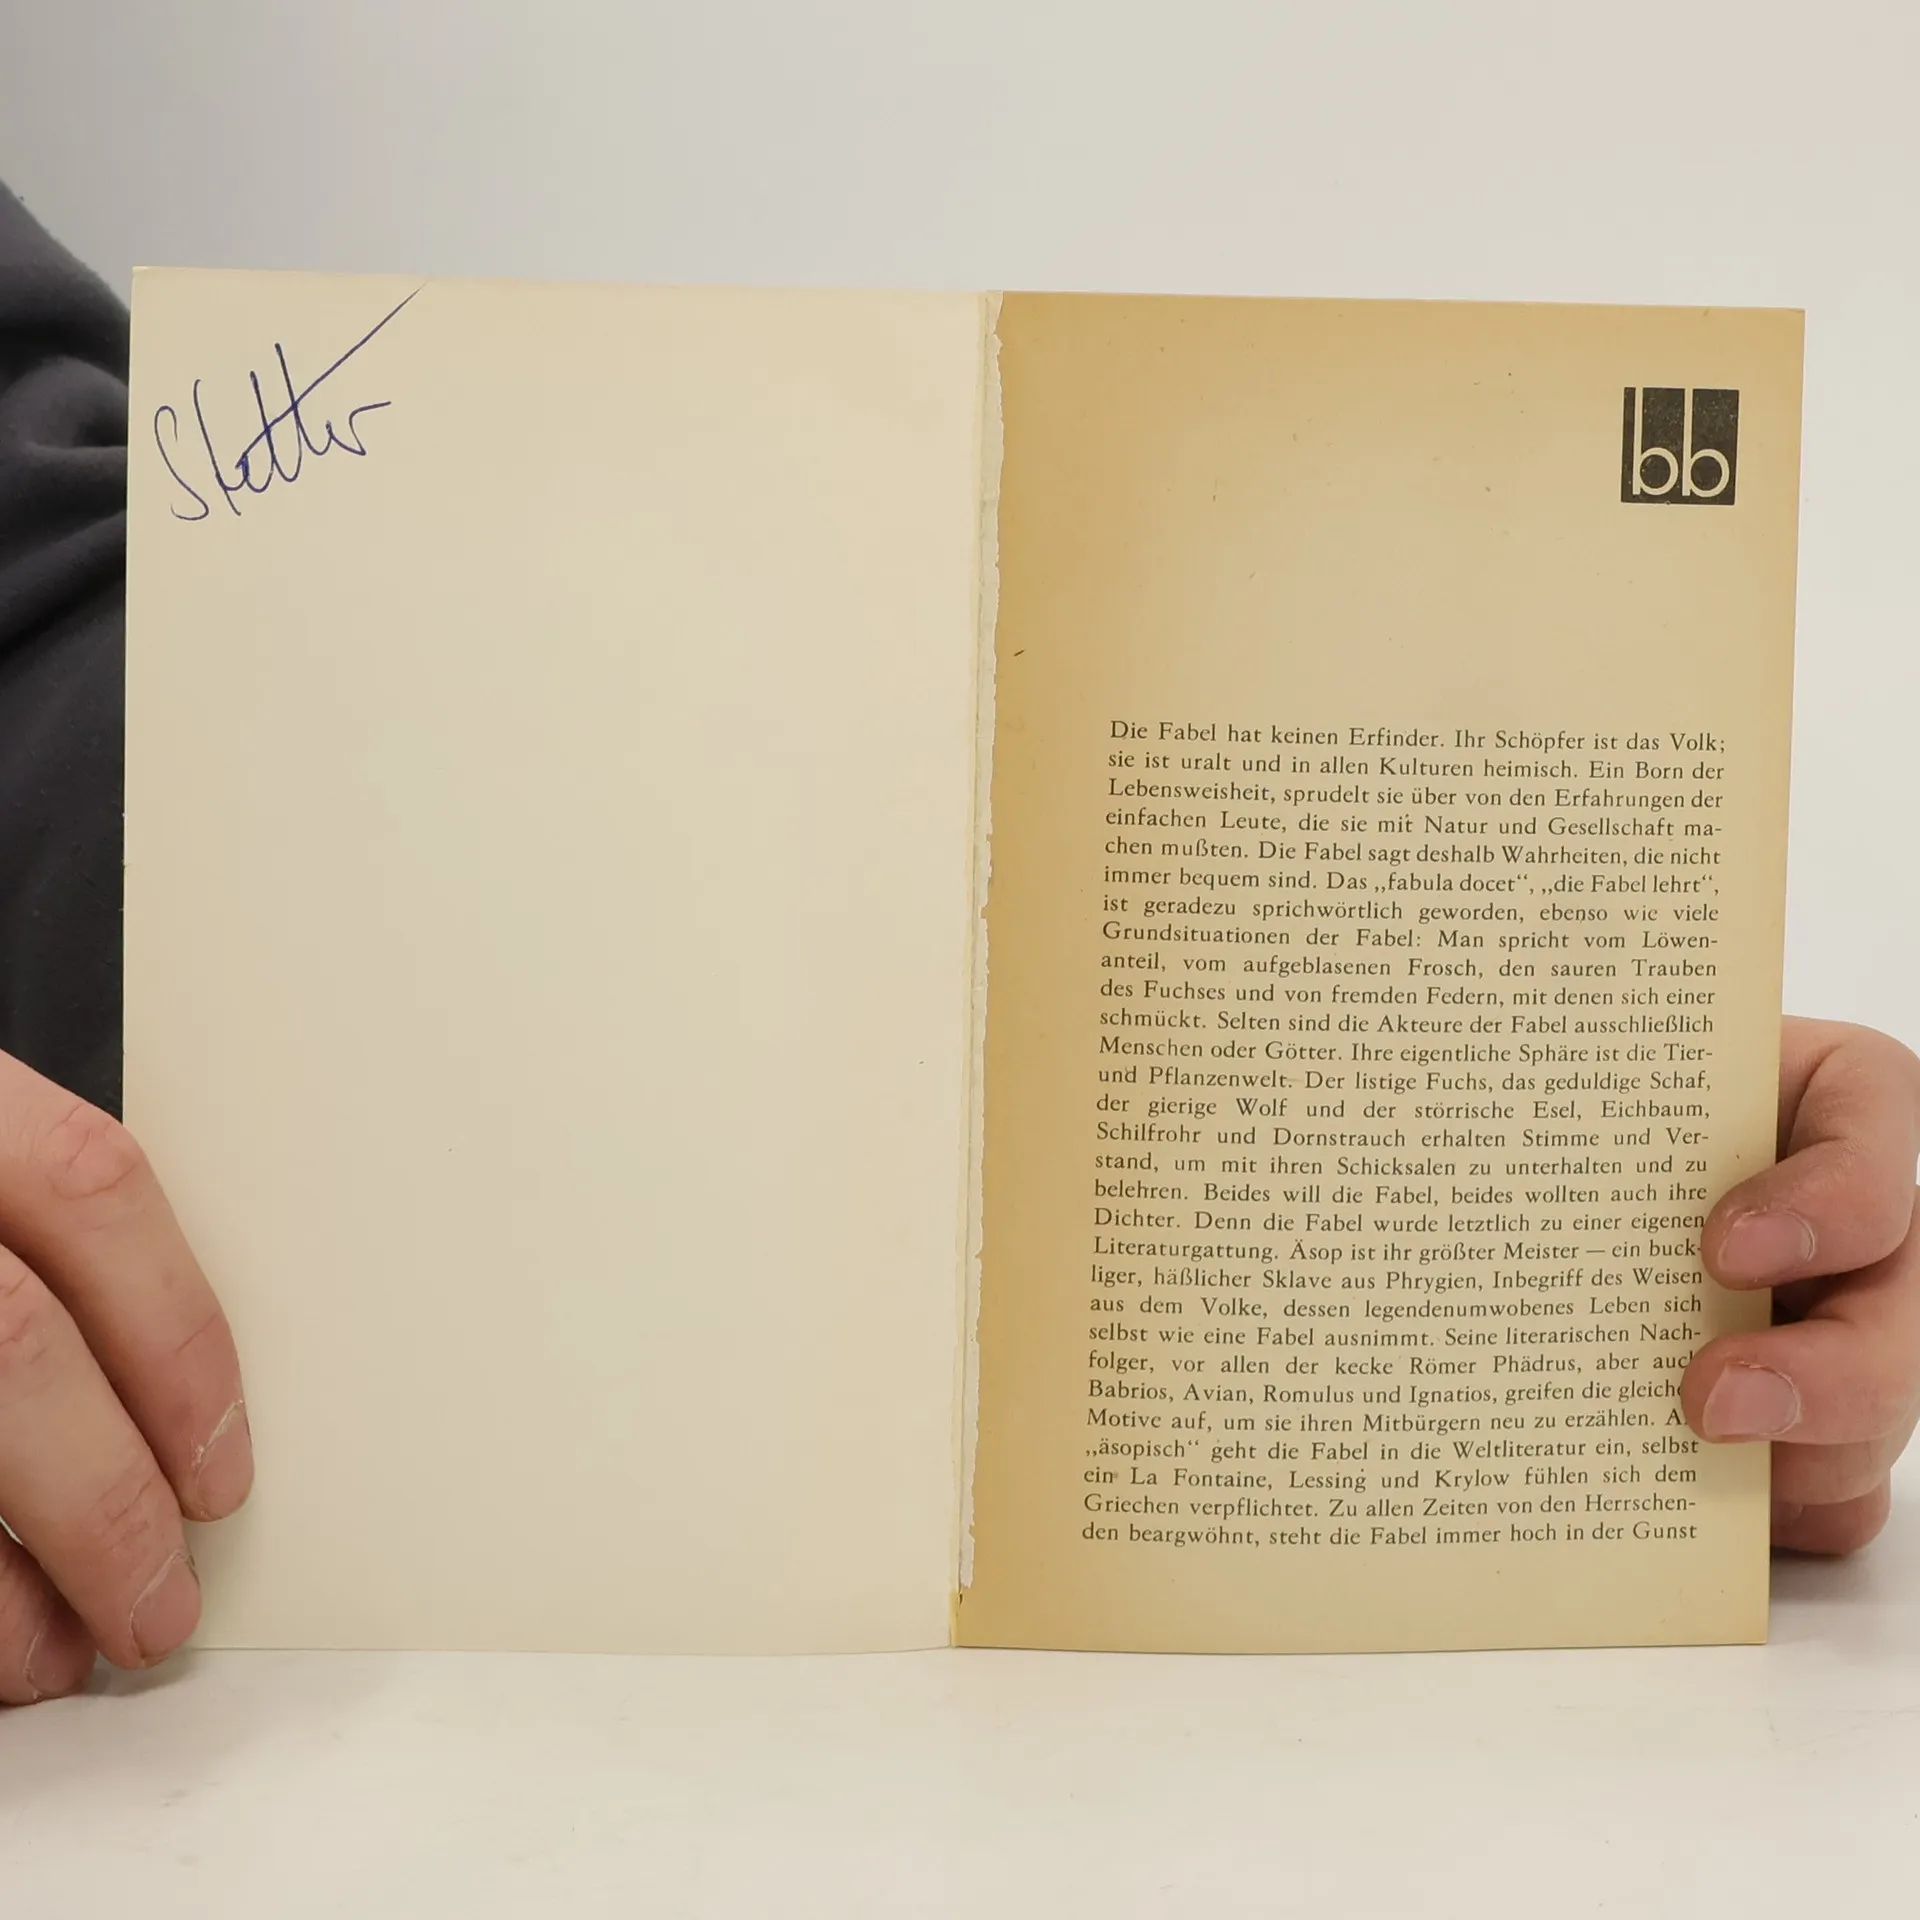 Stetter
bb
Die Fabel hat keinen Erfinder. Ihr Schöpfer ist das Volk;
sie ist uralt und in allen Kulturen heimisch. Ein Born der
Lebensweisheit, sprudelt sie über von den Erfahrungen der
einfachen Leute, die sie mit Natur und Gesellschaft ma-
chen mußten. Die Fabel sagt deshalb Wahrheiten, die nicht
immer bequem sind. Das „fabula docet“, „die Fabel lehrt“,
ist geradezu sprichwörtlich geworden, ebenso wie viele
Grundsituationen der Fabel: Man spricht vom Löwen-
anteil, vom aufgeblasenen Frosch, den sauren Trauben
des Fuchses und von fremden Federn, mit denen sich einer
schmückt. Selten sind die Akteure der Fabel ausschließlich
Menschen oder Götter. Ihre eigentliche Sphäre ist die Tier-
und Pflanzenwelt. Der listige Fuchs, das geduldige Schaf,
der gierige Wolf und der störrische Esel, Eichbaum,
Schilfrohr und Dornstrauch erhalten Stimme und Ver-
stand, um mit ihren Schicksalen zu unterhalten und zu
belehren. Beides will die Fabel, beides wollten auch ihre
Dichter. Denn die Fabel wurde letztlich zu einer eigenen
Literaturgattung. Äsop ist ihr größter Meister — ein buck-
liger, häßlicher Sklave aus Phrygien, Inbegriff des Weisen
aus dem Volke, dessen legendenumwobenes Leben sich
selbst wie eine Fabel ausnimmt. Seine literarischen Nach-
folger, vor allen der kecke Römer Phädrus, aber auch
Babrios, Avian, Romulus und Ignatios, greifen die gleiche
Motive auf, um sie ihren Mitbürgern neu zu erzählen.
„äsopisch“ geht die Fabel in die Weltliteratur ein, selbst
ein La Fontaine, Lessing und Krylow fühlen sich dem
Griechen verpflichtet. Zu allen Zeiten von den Herrschen-
den beargwöhnt, steht die Fabel immer hoch in der Gunst